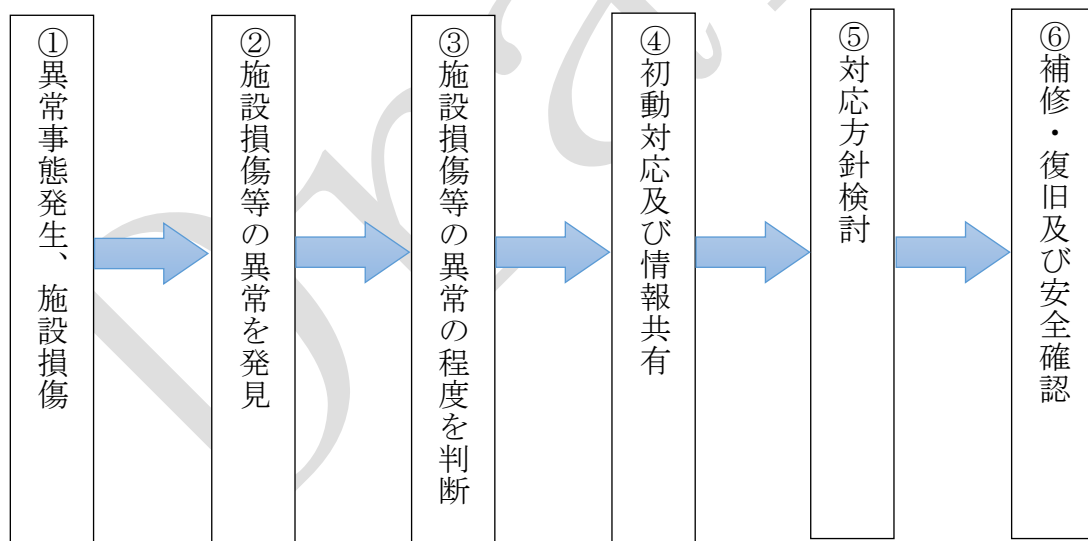 ①異常事態発生、施設損傷
②施設損傷等の異常を発見
③施設損傷等の異常の程度を判断
④初動対応及び情報共有
⑤対応方針検討
⑥補修・復旧及び安全確認